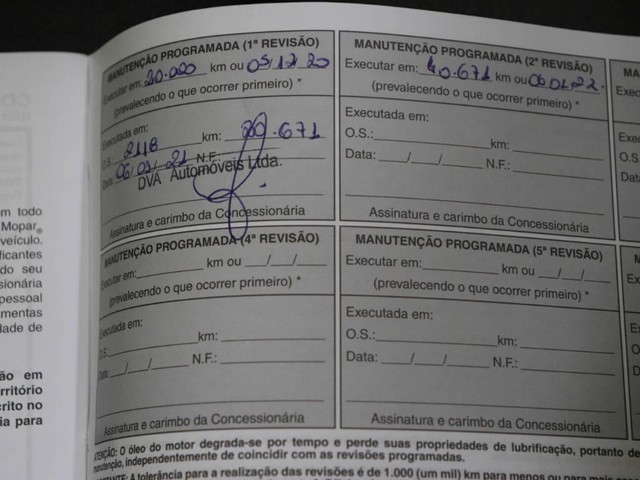 m todo
Mopar®
veículo.
ficantes
do seu
sionária
pessoal
amentas
dade de
ão em
rritório
crito no
ia para
MANUTENÇÃO PROGRAMADA (1ª REVISÃO)
Executar em: 20.000 km ou 05/12/20
(prevalecendo o que ocorrer primeiro) *
Executada em:
O.S. 2118 km: 20.671
Data: 06/01/21 N.F.
DVA Automóveis Ltda.
Assinatura e carimbo da Concessionária
MANUTENÇÃO PROGRAMADA (2ª REVISÃO)
Executar em: 40.671 km ou 06.01.22.
(prevalecendo o que ocorrer primeiro) *
Executada em:
O.S.: km:
Data: / / N.F.:
Assinatura e carimbo da Concessionária
MANUTENÇÃO PROGRAMADA (4ª REVISÃO)
Executar em: km ou / /
(prevalecendo o que ocorrer primeiro) *
Executada em:
O.S.: km:
Data: / / N.F.:
Assinatura e carimbo da Concessionária
MANUTENÇÃO PROGRAMADA (5ª REVISÃO)
Executar em: km ou / /
(prevalecendo o que ocorrer primeiro) *
Executada em:
O.S.: km:
Data: / / N.F.:
Assinatura e carimbo da Concessionária
ATENÇÃO: O óleo do motor degrada-se por tempo e perde suas propriedades de lubrificação, portanto de
manutenção, independentemente de coincidir com as revisões programadas.
A tolerância para a realização das revisões é de 1.000 (um mil) km para menos ou para mais